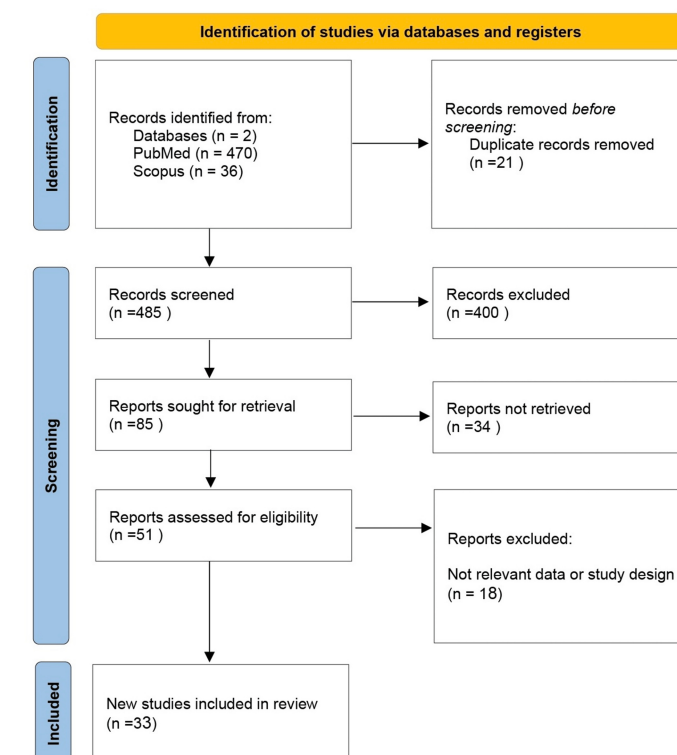 Identification of studies via databases and registers
Identification
Records identified from:
Databases (n = 2)
PubMed (n = 470)
Scopus (n = 36)
Records removed before
screening:
Duplicate records removed
(n =21 )
Screening
Records screened
(n =485 )
Records excluded
(n =400 )
Reports sought for retrieval
(n =85 )
Reports not retrieved
(n =34 )
Reports assessed for eligibility
(n =51 )
Reports excluded:
Not relevant data or study design
(n = 18)
Included
New studies included in review
(n =33)